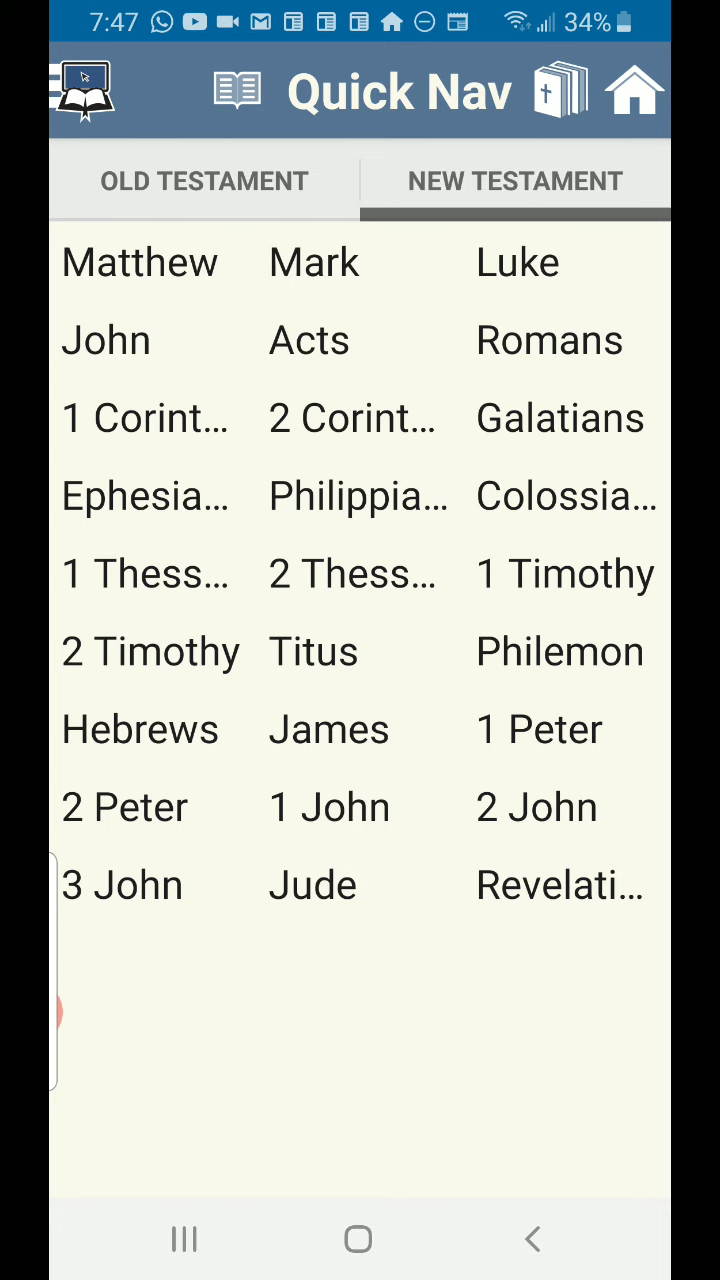 7:47 34%
Quick Nav
OLD TESTAMENT NEW TESTAMENT
Matthew Mark Luke
John Acts Romans
1 Corint... 2 Corint... Galatians
Ephesia... Philippia... Colossia...
1 Thess... 2 Thess... 1 Timothy
2 Timothy Titus Philemon
Hebrews James 1 Peter
2 Peter 1 John 2 John
3 John Jude Revelati...